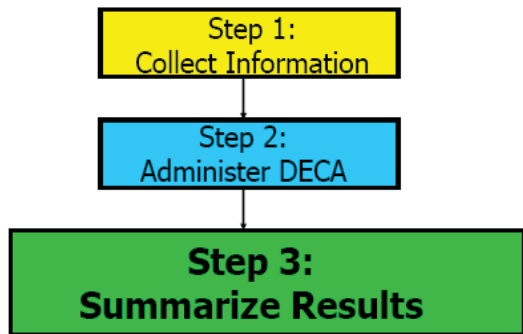 Step 1:
Collect Information
Step 2:
Administer DECA
Step 3:
Summarize Results